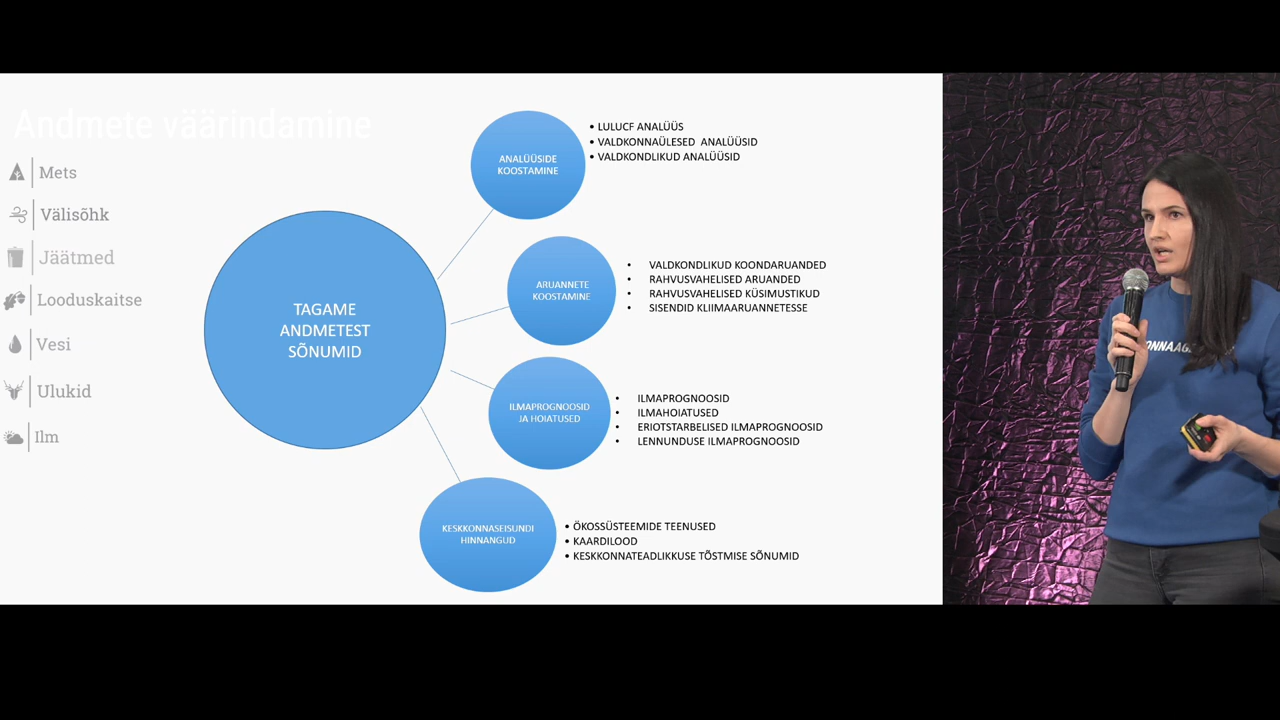 Andmete väärindamine
Mets
Välisõhk
Jäätmed
Looduskaitse
Vesi
Ulukid
Ilm
TAGAME
ANDMETEST
SÕNUMID
ANALÜÜSIDE
KOOSTAMINE
• LULUCF ANALÜÜS
• VALDKONNAÜLESED ANALÜÜSID
• VALDKONDLIKUD ANALÜÜSID
ARUANNETE
KOOSTAMINE
• VALDKONDLIKUD KOONDARUANDED
• RAHVUSVAHELISED ARUANDED
• RAHVUSVAHELISED KÜSIMUSTIKUD
• SISENDID KLIIMAARUANNETESSE
ILMAPROGNOOSID
JA HOIATUSED
• ILMAPROGNOOSID
• ILMAHOIATUSED
• ERIOTSTARBELISED ILMAPROGNOOSID
• LENNUNDUSE ILMAPROGNOOSID
KESKKONNASEISUNDI
HINNANGUD
• ÖKOSSÜSTEEMIDE TEENUSED
• KAARDILOOD
• KESKKONNATEADLIKKUSE TÕSTMISE SÕNUMID